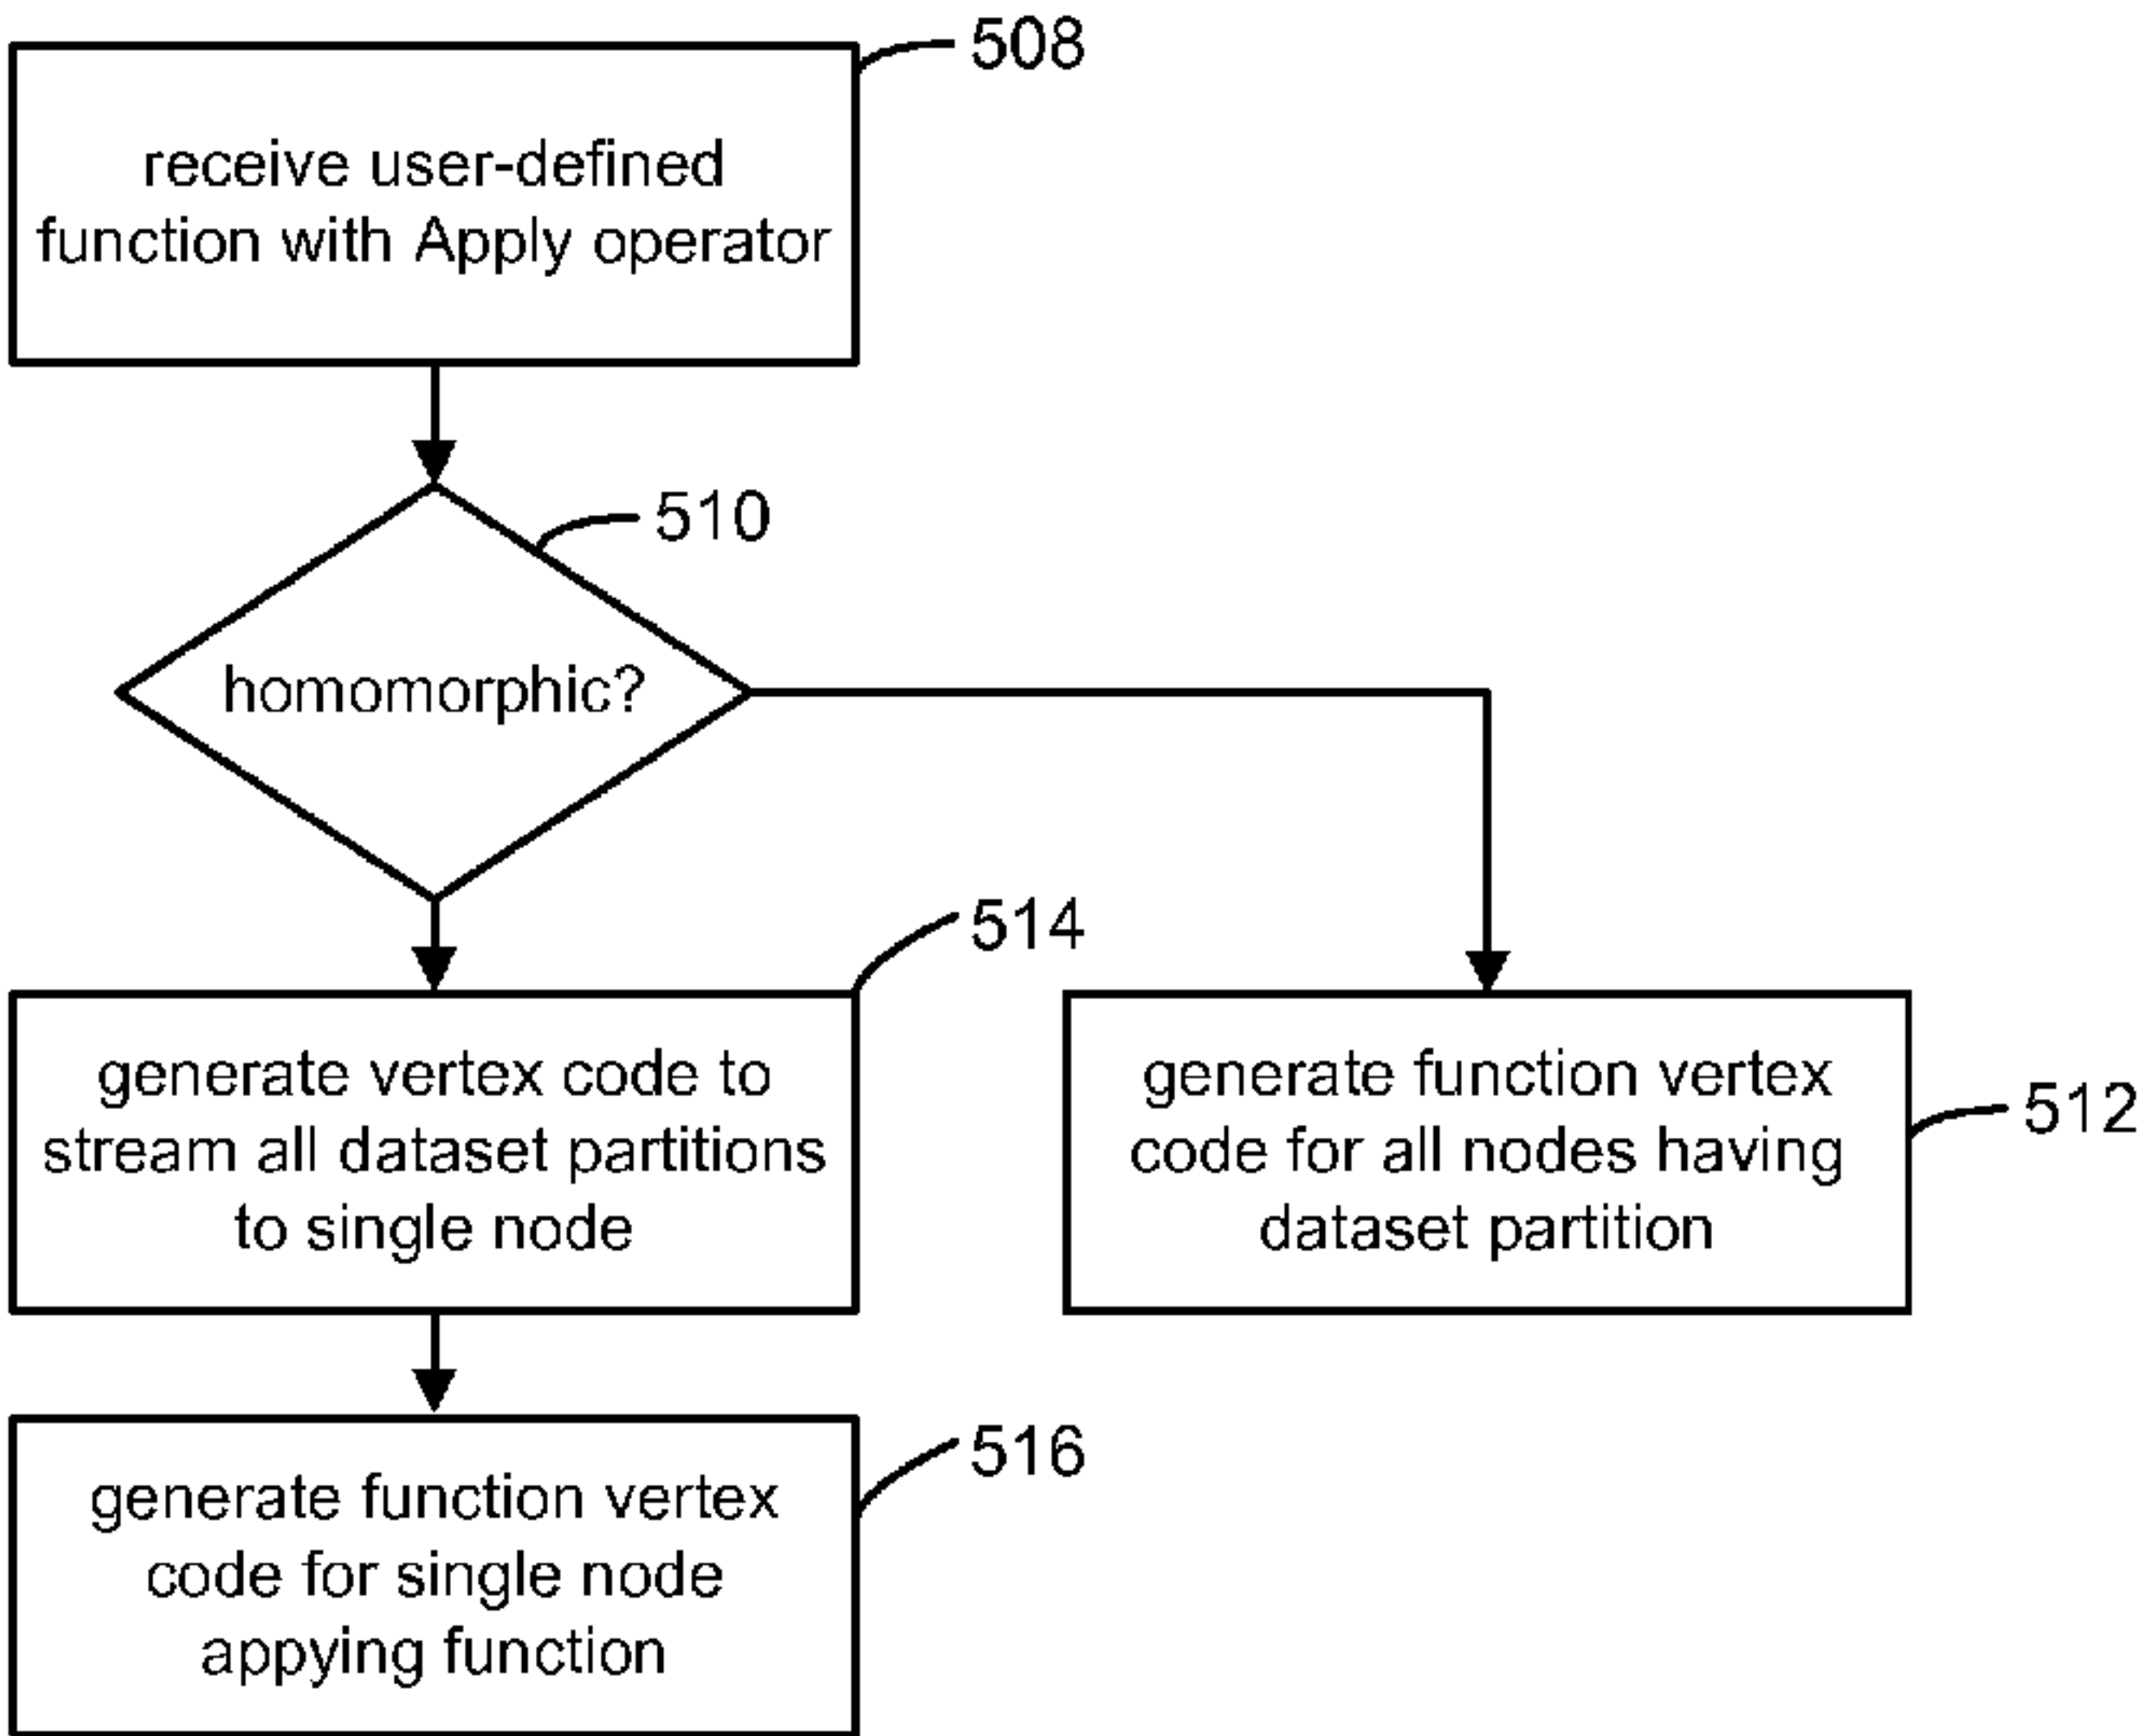 508
receive user-defined
function with Apply operator
510
homomorphic?
514
generate vertex code to
stream all dataset partitions
to single node
generate function vertex
code for all nodes having
dataset partition
512
516
generate function vertex
code for single node
appying function